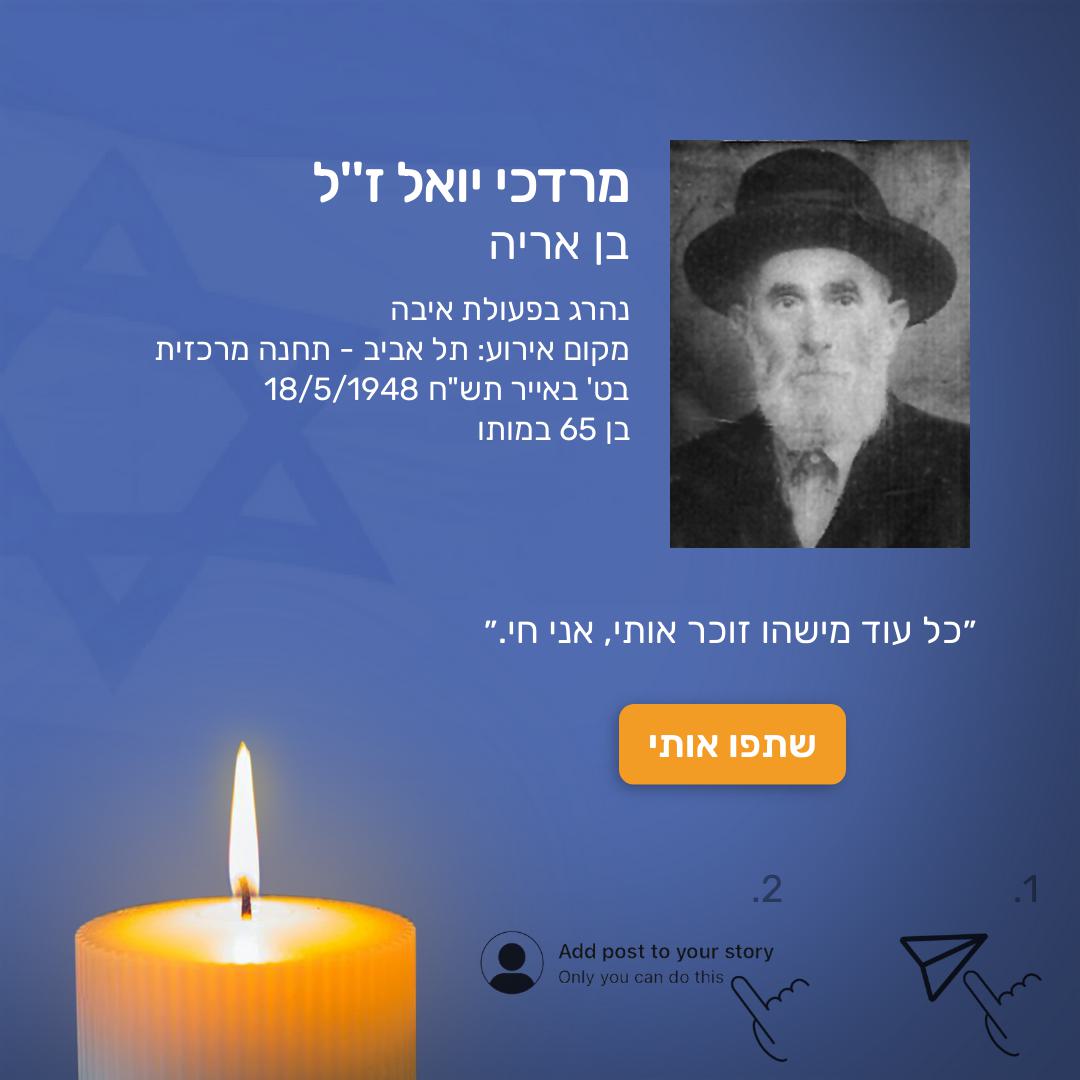 מרדכי יואל ז"ל
בן אריה
נהרג בפעולת איבה
מקום אירוע: תל אביב - תחנה מרכזית
בט' באייר תש"ח 18/5/1948
בן 65 במותו
״כל עוד מישהו זוכר אותי, אני חי.״
שתפו אותי
.1
.2
Add post to your story
Only you can do this